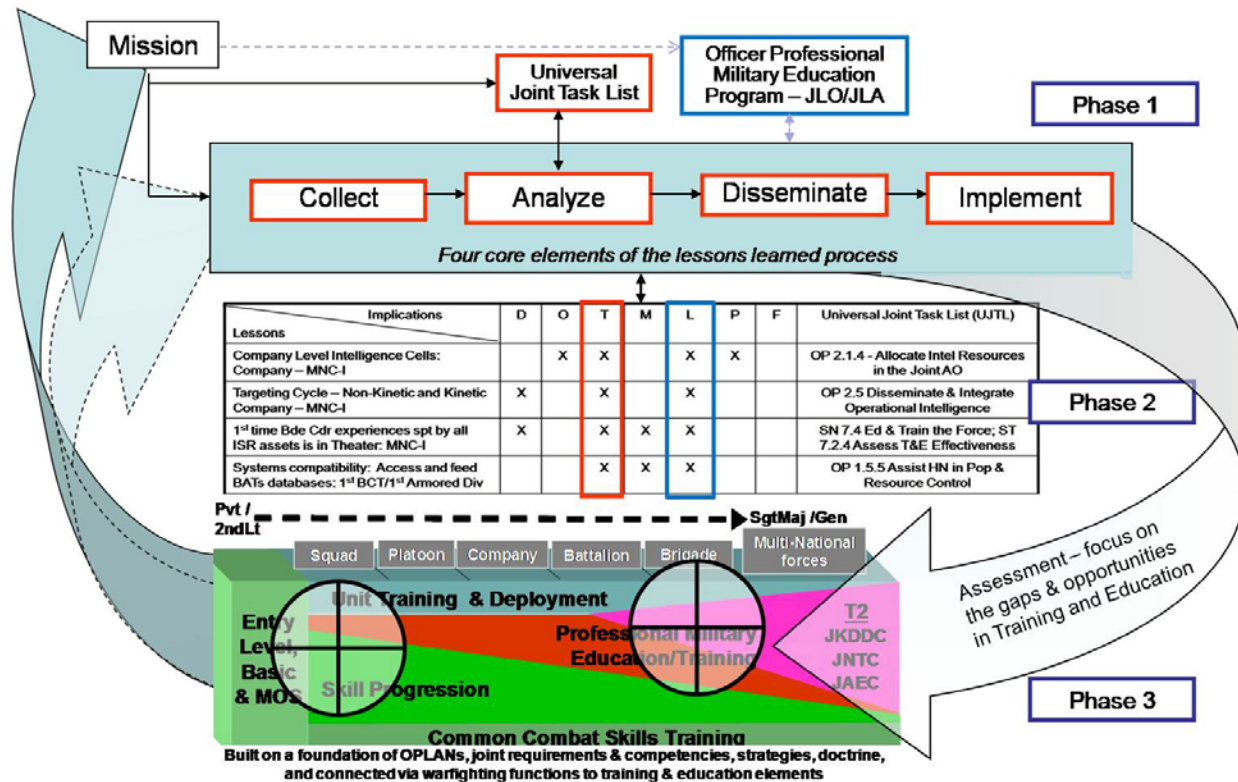 Mission
Universal
Joint Task List
Officer Professional
Military Education
Program – JLO/JLA
Phase 1
Collect
Analyze
Disseminate
Implement
Four core elements of the lessons learned process
Implications
Lessons
D O T M L P F Universal Joint Task List (UJTL)
Company Level Intelligence Cells:
Company – MNC-I
X X X X
OP 2.1.4 - Allocate Intel Resources
in the Joint AO
Targeting Cycle – Non-Kinetic and Kinetic
Company – MNC-I
X X X
OP 2.5 Disseminate & Integrate
Operational Intelligence
1st time Bde Cdr experiences spt by all
ISR assets is in Theater: MNC-I
X X X X
SN 7.4 Ed & Train the Force; ST
7.2.4 Assess T&E Effectiveness
Systems compatibility: Access and feed
BATs databases: 1st BCT/1st Armored Div
X X X
OP 1.5.5 Assist HN in Pop &
Resource Control
Phase 2
Pvt /
2ndLt
SgtMaj /Gen
Squad
Platoon
Company
Battalion
Brigade
Multi-National
forces
Unit Training & Deployment
Entry
Level,
Basic
& MOS
Skill Progression
Professional Military
Education/Training
T2
JKDDC
JNTC
JAEC
Assessment – focus on
the gaps & opportunities
in Training and Education
Phase 3
Common Combat Skills Training
Built on a foundation of OPLANs, joint requirements & competencies, strategies, doctrine,
and connected via warfighting functions to training & education elements